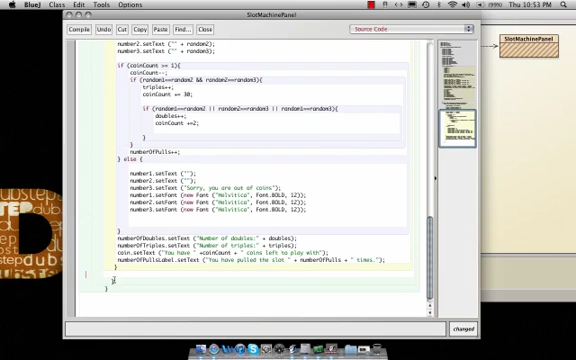 BlueJ Class Edit Tools Options
(99%) Thu 10:53 PM
SlotMachinePanel
Compile Undo Cut Copy Paste Find... Close Source Code
number2.setText ("" + random2);
number3.setText ("" + random3);
if (coinCount >= 1){
coinCount--;
if (random1==random2 && random2==random3){
triples++;
coinCount += 30;
if (random1==random2 || random2==random3 || random1==random3){
doubles++;
coinCount +=2;
}
}
numberOfPulls++;
} else {
number1.setText ("");
number2.setText ("");
number3.setText ("Sorry, you are out of coins");
number3.setFont (new Font ("Helvitica", Font.BOLD, 12));
number2.setFont (new Font ("Helvitica", Font.BOLD, 12));
number1.setFont (new Font ("Helvitica", Font.BOLD, 12));
}
numberOfDoubles.setText ("Number of doubles:" + doubles);
numberOfTriples.setText ("Number of triples:" + triples);
coin.setText ("You have " +coinCount + " coins left to play with");
numberOfPullsLabel.setText ("You have pulled the slot " + numberOfPulls + " times.");
}
}
}
changed
SlotMachinePanel